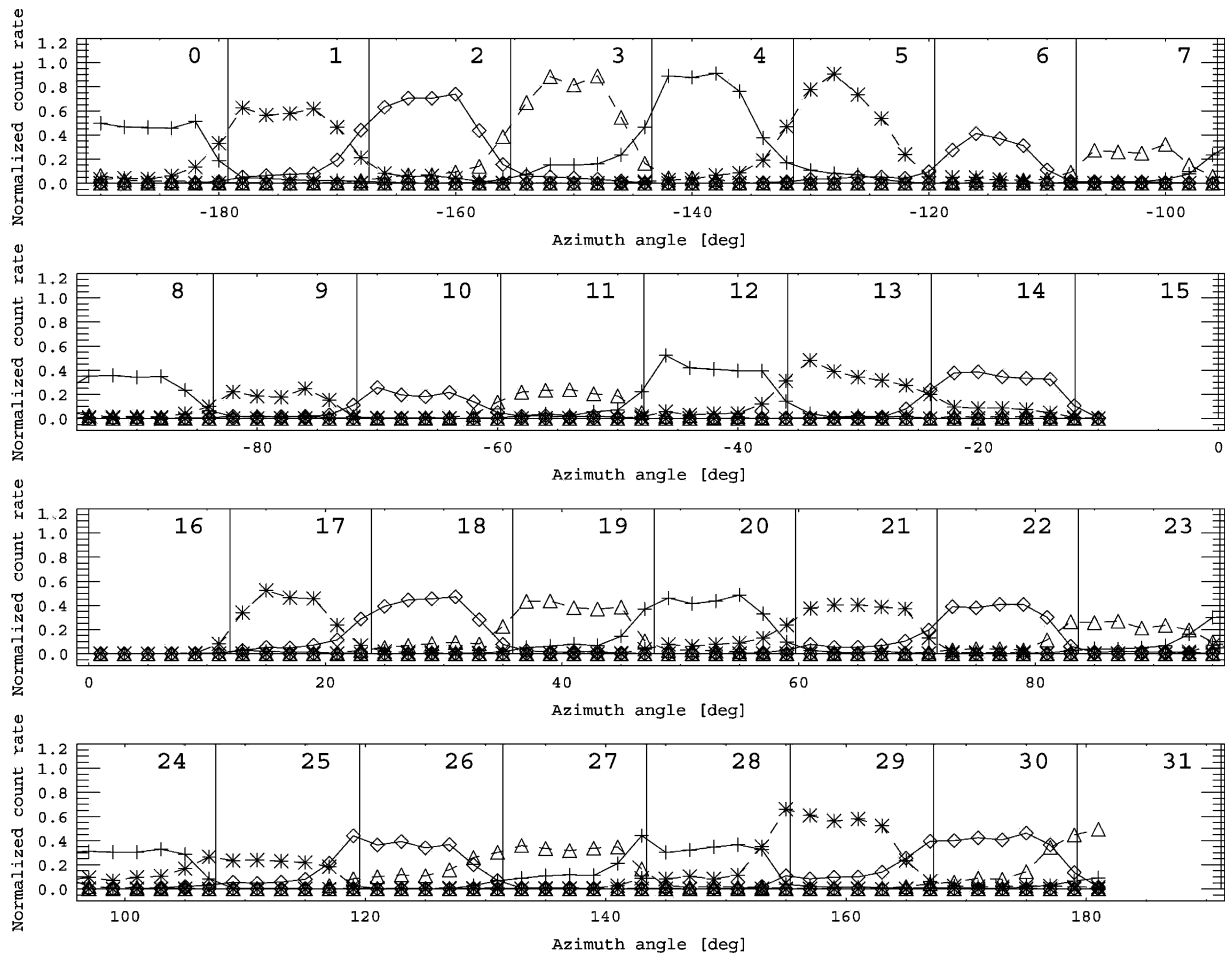 Normalized count rate
1.2
1.0
0.8
0.6
0.4
0.2
0.0
0 1 2 3 4 5 6 7
-180 -160 -140 -120 -100
Azimuth angle [deg]
Normalized count rate
1.2
1.0
0.8
0.6
0.4
0.2
0.0
8 9 10 11 12 13 14 15
-80 -60 -40 -20 0
Azimuth angle [deg]
Normalized count rate
1.2
1.0
0.8
0.6
0.4
0.2
0.0
16 17 18 19 20 21 22 23
0 20 40 60 80
Azimuth angle [deg]
Normalized count rate
1.2
1.0
0.8
0.6
0.4
0.2
0.0
24 25 26 27 28 29 30 31
100 120 140 160 180
Azimuth angle [deg]